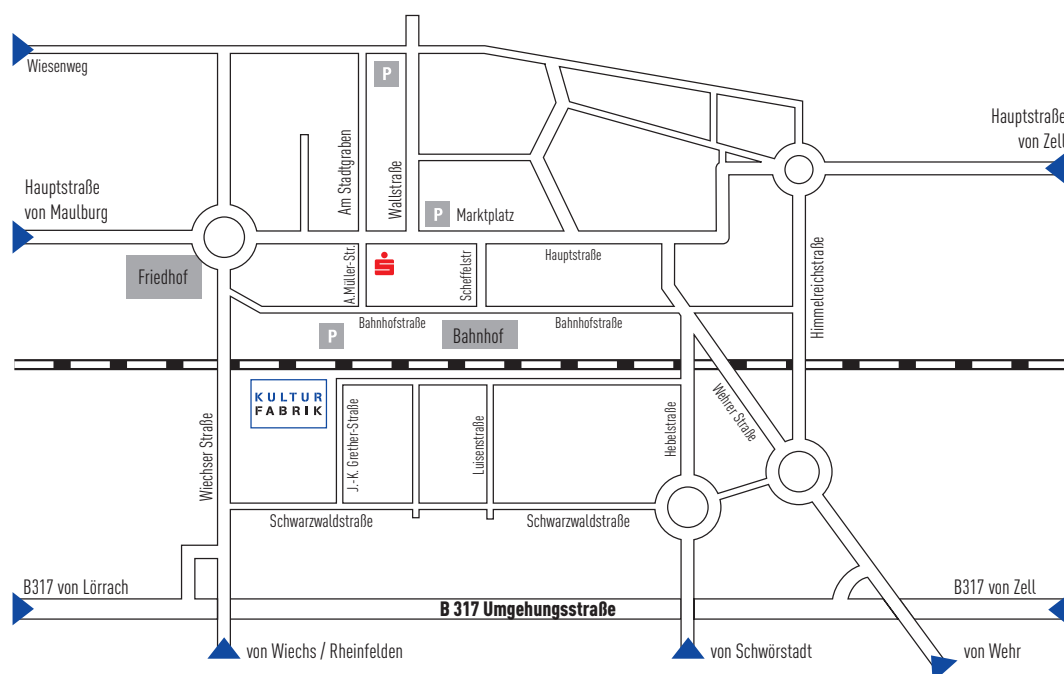 Wiesenweg
P
Hauptstraße
von Zell
Am Stadtgraben
Wallstraße
Hauptstraße
von Maulburg
P
Marktplatz
Friedhof
A.Müller-Str.
Scheffelstr
Hauptstraße
Himmelreichstraße
P
Bahnhofstraße
Bahnhof
Bahnhofstraße
KULTUR
FABRIK
Wiechser Straße
J.-K. Grether-Straße
Luisenstraße
Hebelstraße
Wehrer Straße
Schwarzwaldstraße
Schwarzwaldstraße
B317 von Lörrach
B 317 Umgehungsstraße
B317 von Zell
von Wiechs / Rheinfelden
von Schwörstadt
von Wehr